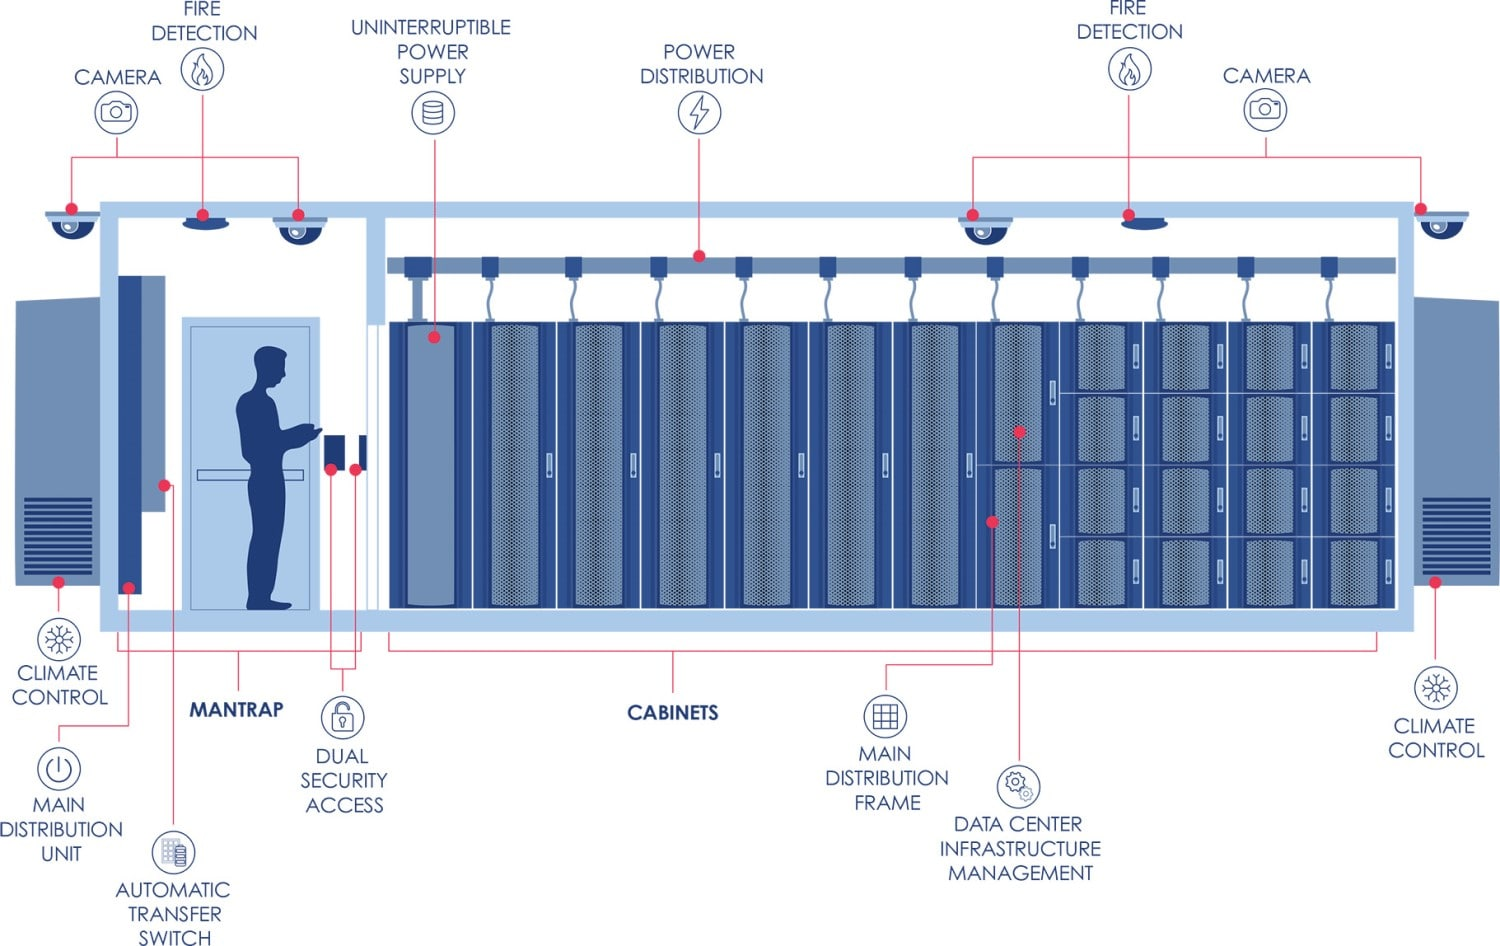 FIRE
DETECTION
CAMERA
UNINTERRUPTIBLE
POWER
SUPPLY
POWER
DISTRIBUTION
FIRE
DETECTION
CAMERA
CLIMATE
CONTROL
MAIN
DISTRIBUTION
UNIT
AUTOMATIC
TRANSFER
SWITCH
MANTRAP
DUAL
SECURITY
ACCESS
CABINETS
MAIN
DISTRIBUTION
FRAME
DATA CENTER
INFRASTRUCTURE
MANAGEMENT
CLIMATE
CONTROL